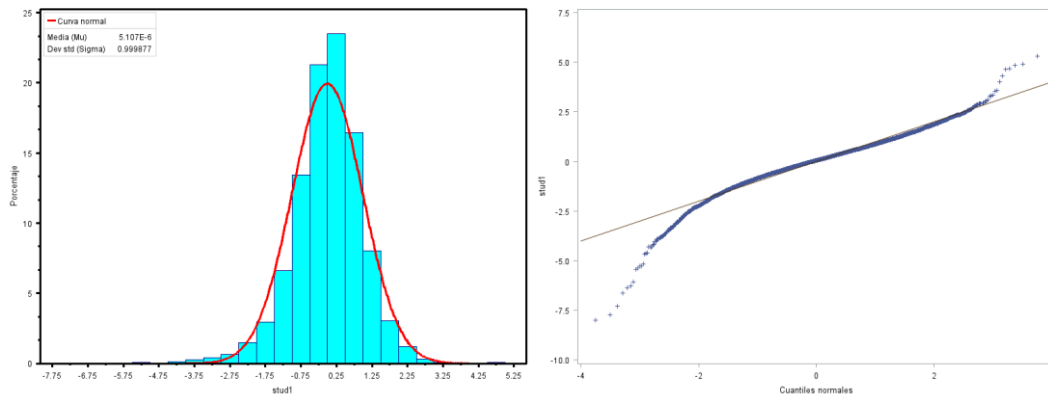 Curva normal
Media (Mu) 5.107E-6
Dev std (Sigma) 0.999877
25
20
15
10
5
0
Porcentaje
-7.75 -6.75 -5.75 -4.75 -3.75 -2.75 -1.75 -0.75 0.25 1.25 2.25 3.25 4.25 5.25
stud1
7.5
5.0
2.5
0
-2.5
-5.0
-7.5
-10.0
stud1
-4 -2 0 2
Cuantiles normales